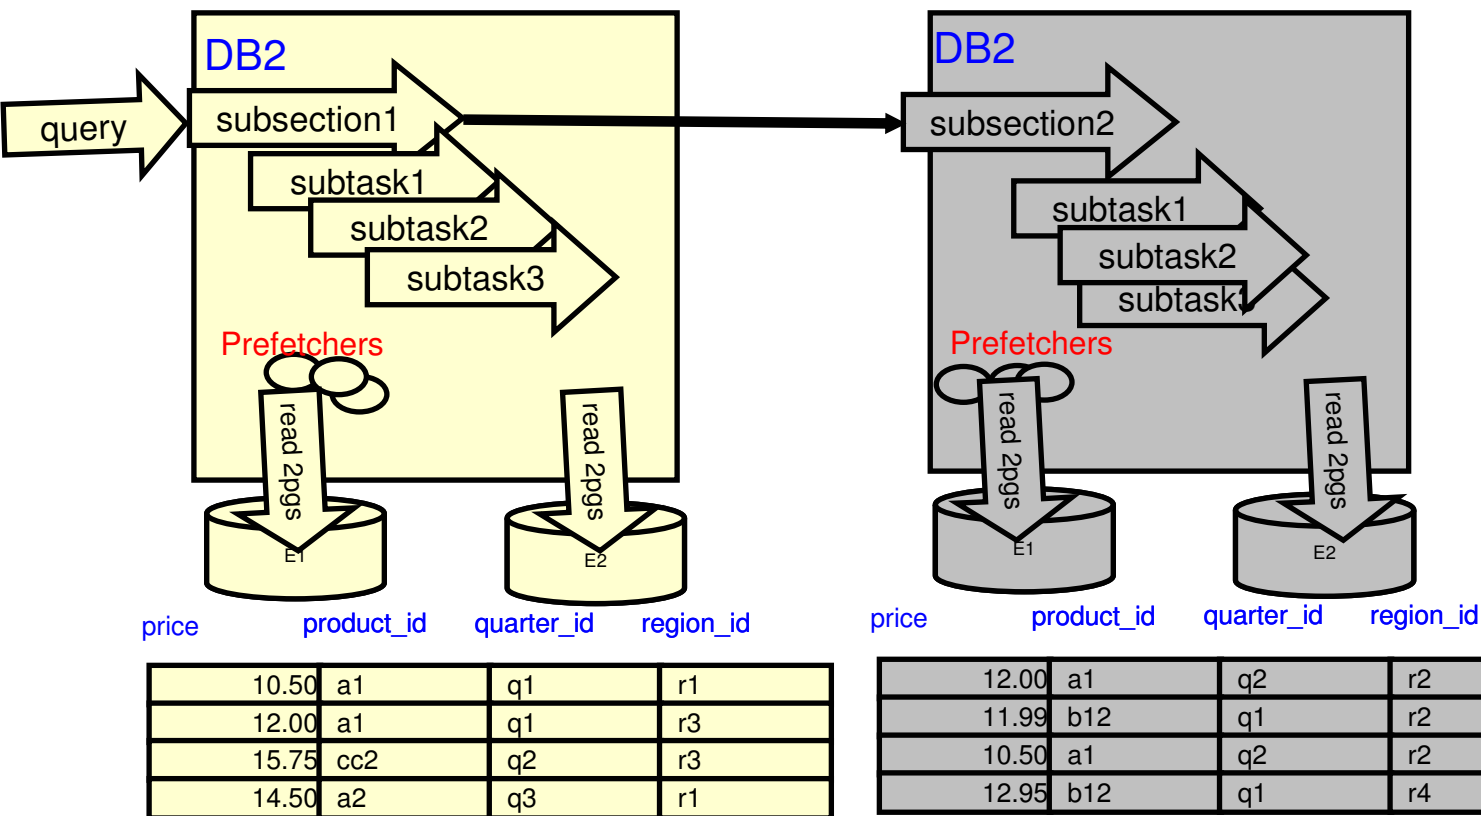 DB2
DB2
query
subsection1
subsection2
subtask1
subtask2
subtask3
subtask1
subtask2
subtask3
Prefetchers
Prefetchers
read 2pgs
read 2pgs
read 2pgs
read 2pgs
E1
E2
E1
E2
price product_id quarter_id region_id
10.50 a1 q1 r1
12.00 a1 q1 r3
15.75 cc2 q2 r3
14.50 a2 q3 r1
price product_id quarter_id region_id
12.00 a1 q2 r2
11.99 b12 q1 r2
10.50 a1 q2 r2
12.95 b12 q1 r4